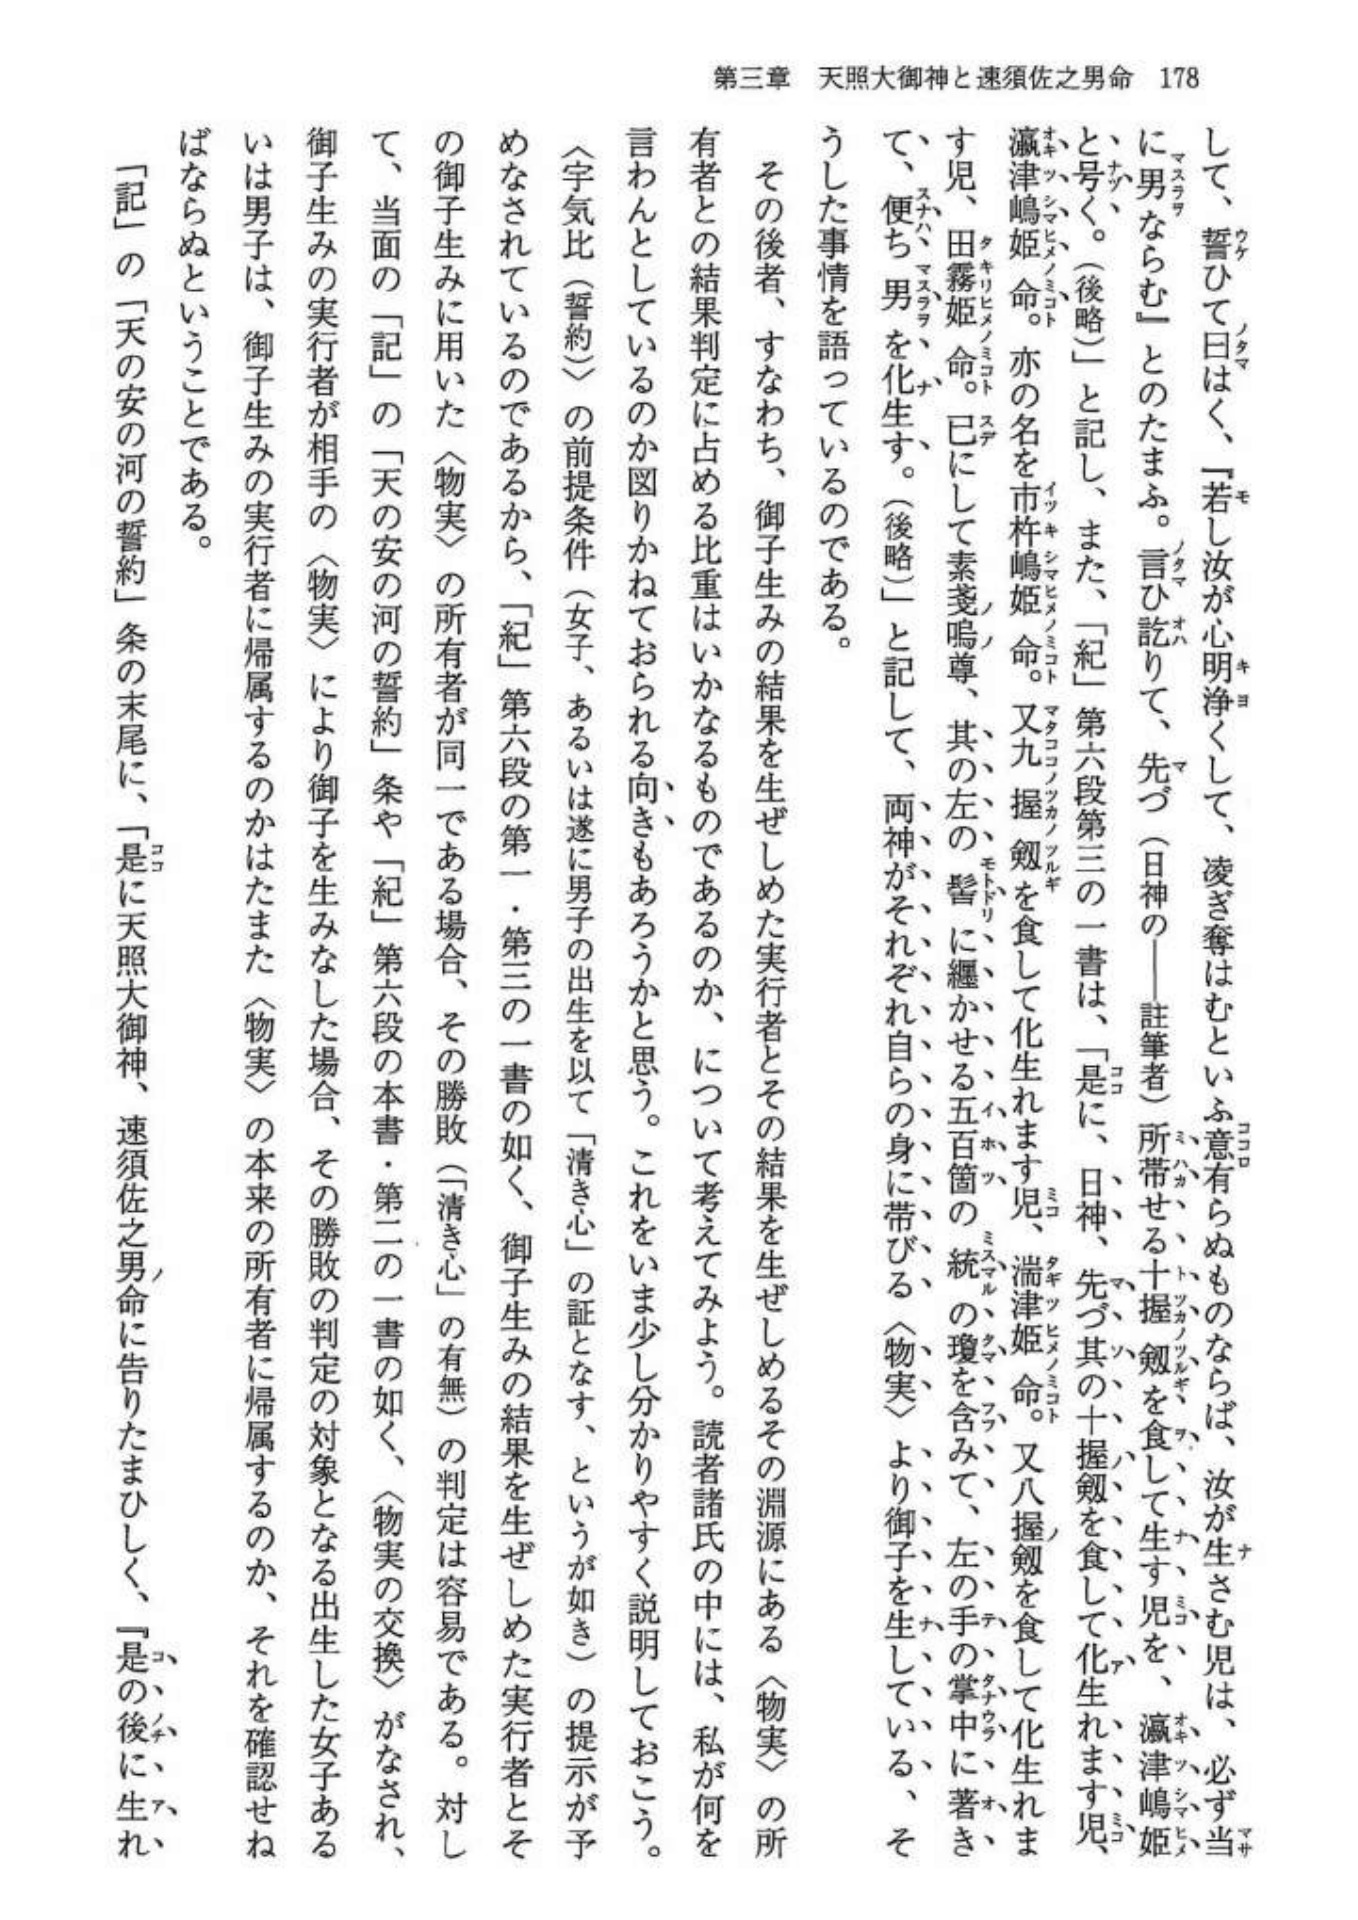 第三章　天照大御神と速須佐之男命　178
して、誓ひて曰はく、『若し汝が心明浄くして、凌ぎ奪はむといふ意有らぬものならば、汝が生さむ児は、必ず当
に男ならむ』とのたまふ。言ひ訖りて、先づ（日神の――註筆者）所帯せる十握剱を食して生す児を、瀛津嶋姫
と号く。（後略）」と記し、また、「紀」第六段第三の一書は、「是に、日神、先づ其の十握剱を食して化生れます児、
瀛津嶋姫命。亦の名を市杵嶋姫命。又九握剱を食して化生れます児、湍津姫命。又八握剱を食して化生れま
す児、田霧姫命。已にして素戔嗚尊、其の左の髻に纒かせる五百箇の統の瓊を含みて、左の手の掌中に著き
て、便ち男を化生す。（後略）」と記して、両神がそれぞれ自らの身に帯びる〈物実〉より御子を生している、そ
うした事情を語っているのである。
その後者、すなわち、御子生みの結果を生ぜしめた実行者とその結果を生ぜしめるその淵源にある〈物実〉の所
有者との結果判定に占める比重はいかなるものであるのか、について考えてみよう。読者諸氏の中には、私が何を
言わんとしているのか図りかねておられる向きもあろうかと思う。これをいま少し分かりやすく説明しておこう。
〈宇気比（誓約）〉の前提条件（女子、あるいは遂に男子の出生を以て「清き心」の証となす、というが如き）の提示が予
めなされているのであるから、「紀」第六段の第一・第三の一書の如く、御子生みの結果を生ぜしめた実行者とそ
の御子生みに用いた〈物実〉の所有者が同一である場合、その勝敗（「清き心」の有無）の判定は容易である。対し
て、当面の「記」の「天の安の河の誓約」条や「紀」第六段の本書・第二の一書の如く、〈物実の交換〉がなされ、
御子生みの実行者が相手の〈物実〉により御子を生みなした場合、その勝敗の判定の対象となる出生した女子ある
いは男子は、御子生みの実行者に帰属するのかはたまた〈物実〉の本来の所有者に帰属するのか、それを確認せね
ばならぬということである。
「記」の「天の安の河の誓約」条の末尾に、「是に天照大御神、速須佐之男命に告りたまひしく、『是の後に生れ